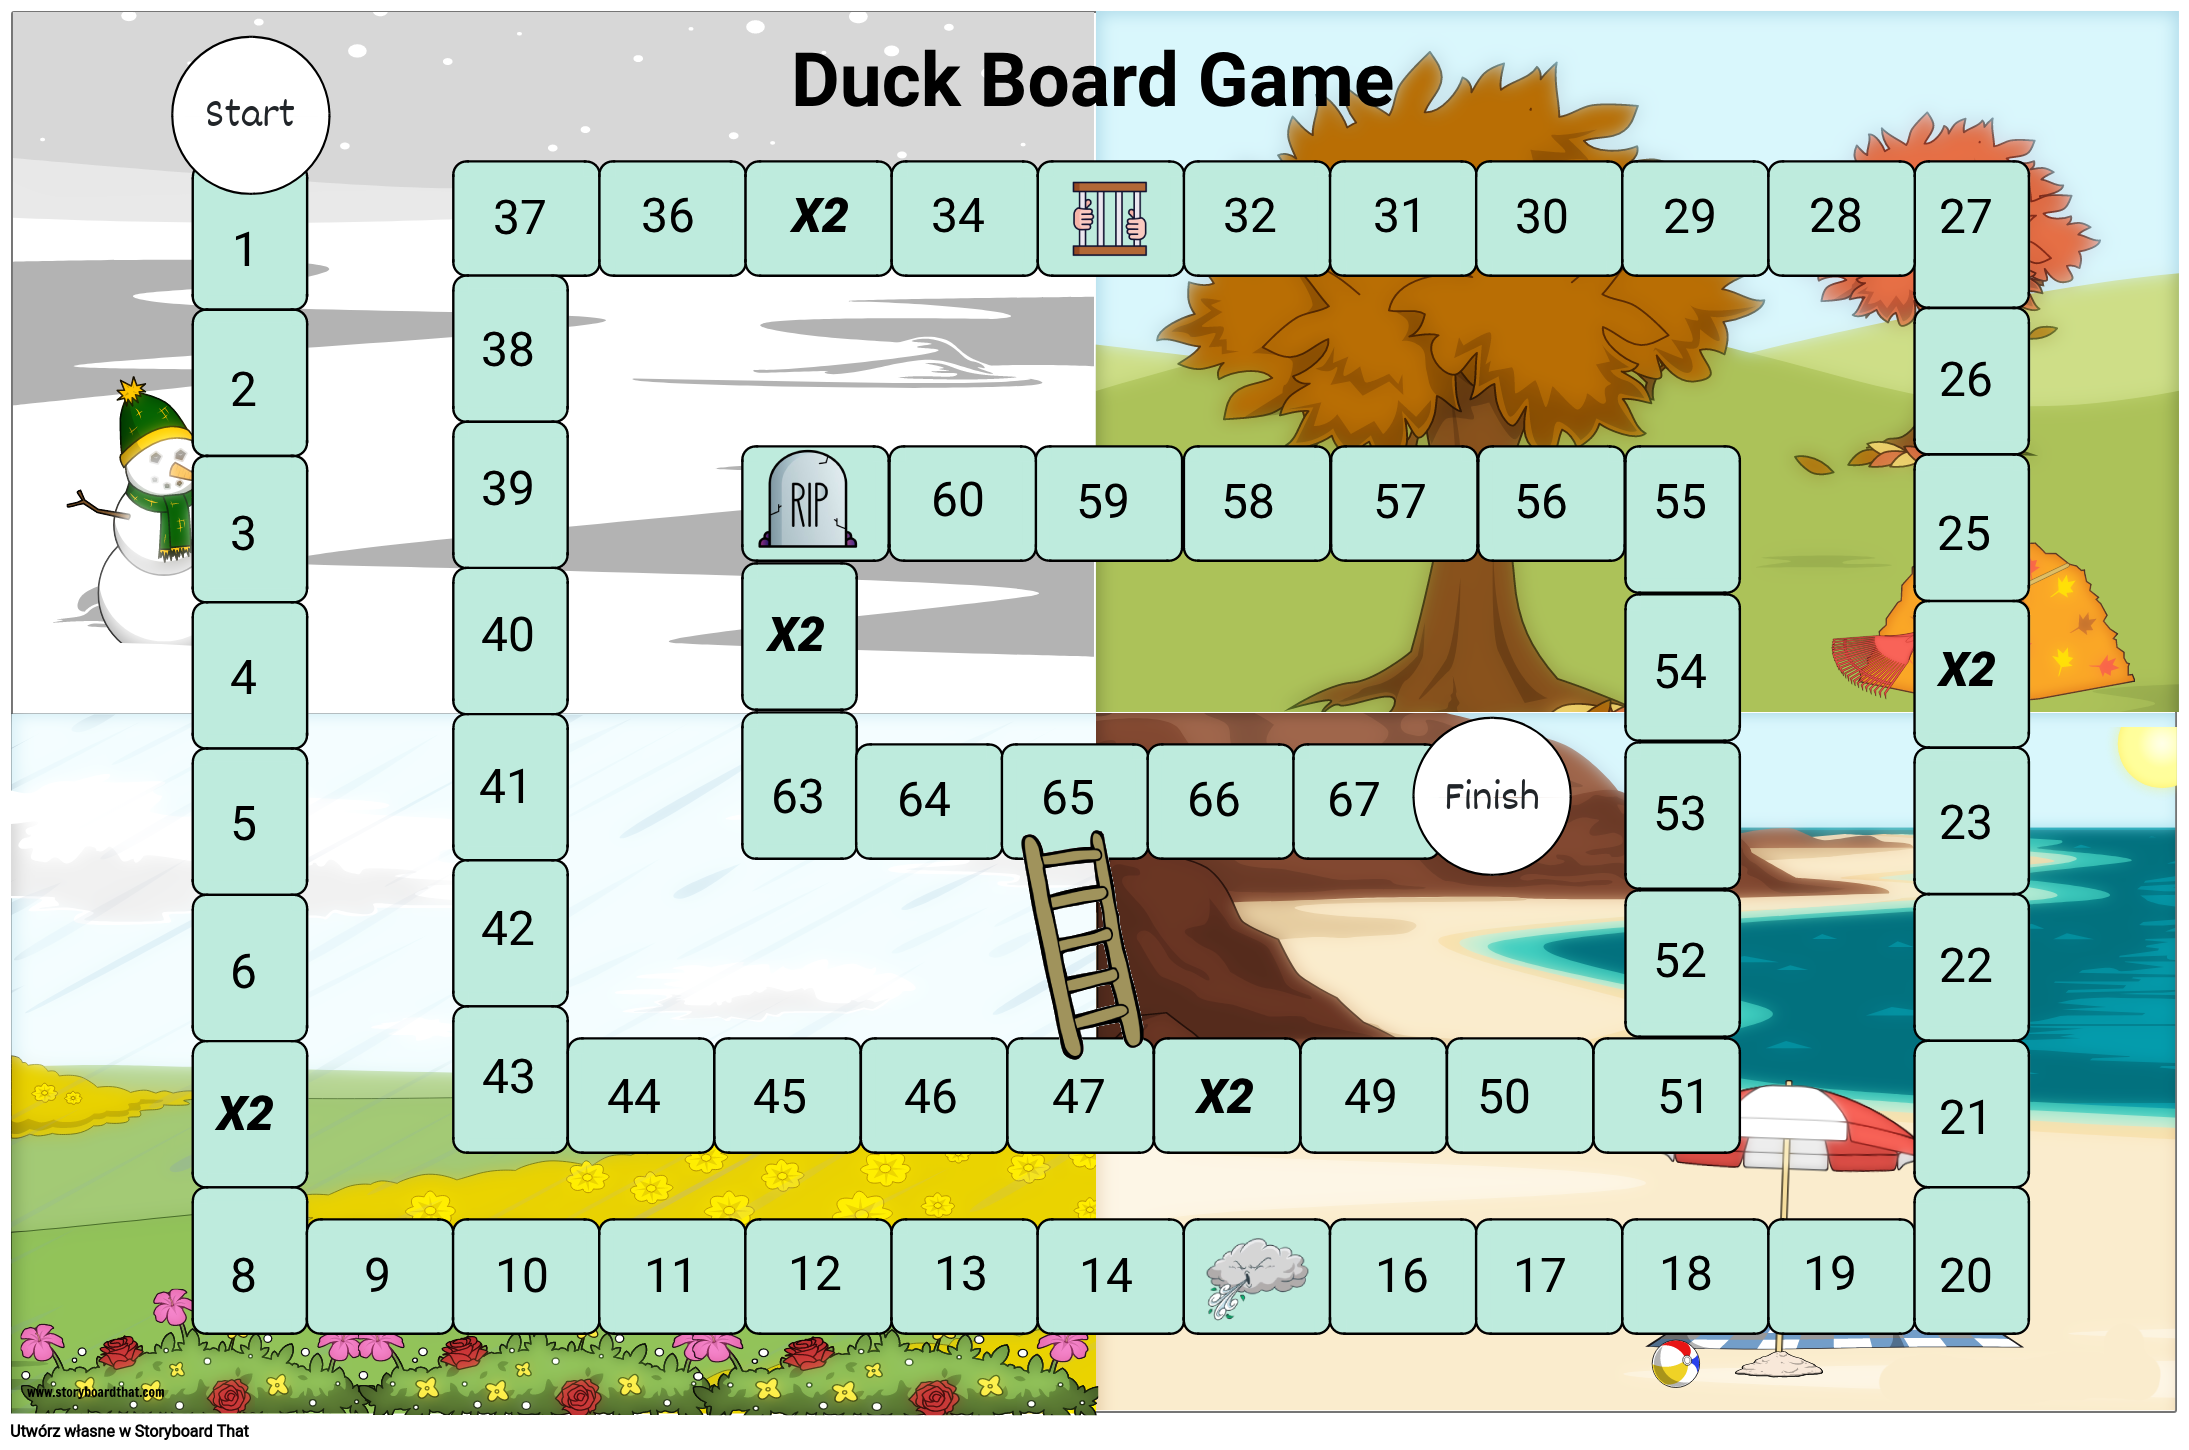 Duck Board Game
Start
37 36 X2 34 32 31 30 29 28 27
1
38
2
26
39
RIP 60 59 58 57 56 55
3
25
40
X2
4
54
X2
41
63 64 65 66 67 Finish
5
53
23
42
6
52
22
43
44 45 46 47 X2 49 50 51
X2
21
8 9 10 11 12 13 14 16 17 18 19 20
www.storyboardthat.com
Utwórz własne w Storyboard That